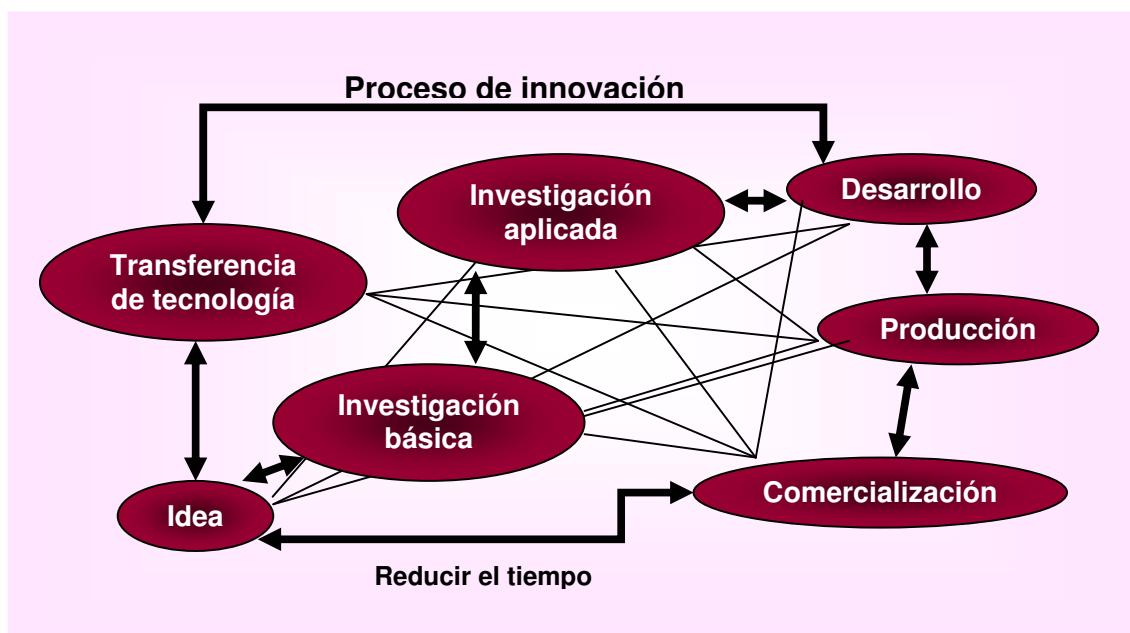 Proceso de innovación
Investigación
aplicada
Desarrollo
Transferencia
de tecnología
Producción
Investigación
básica
Comercialización
Idea
Reducir el tiempo